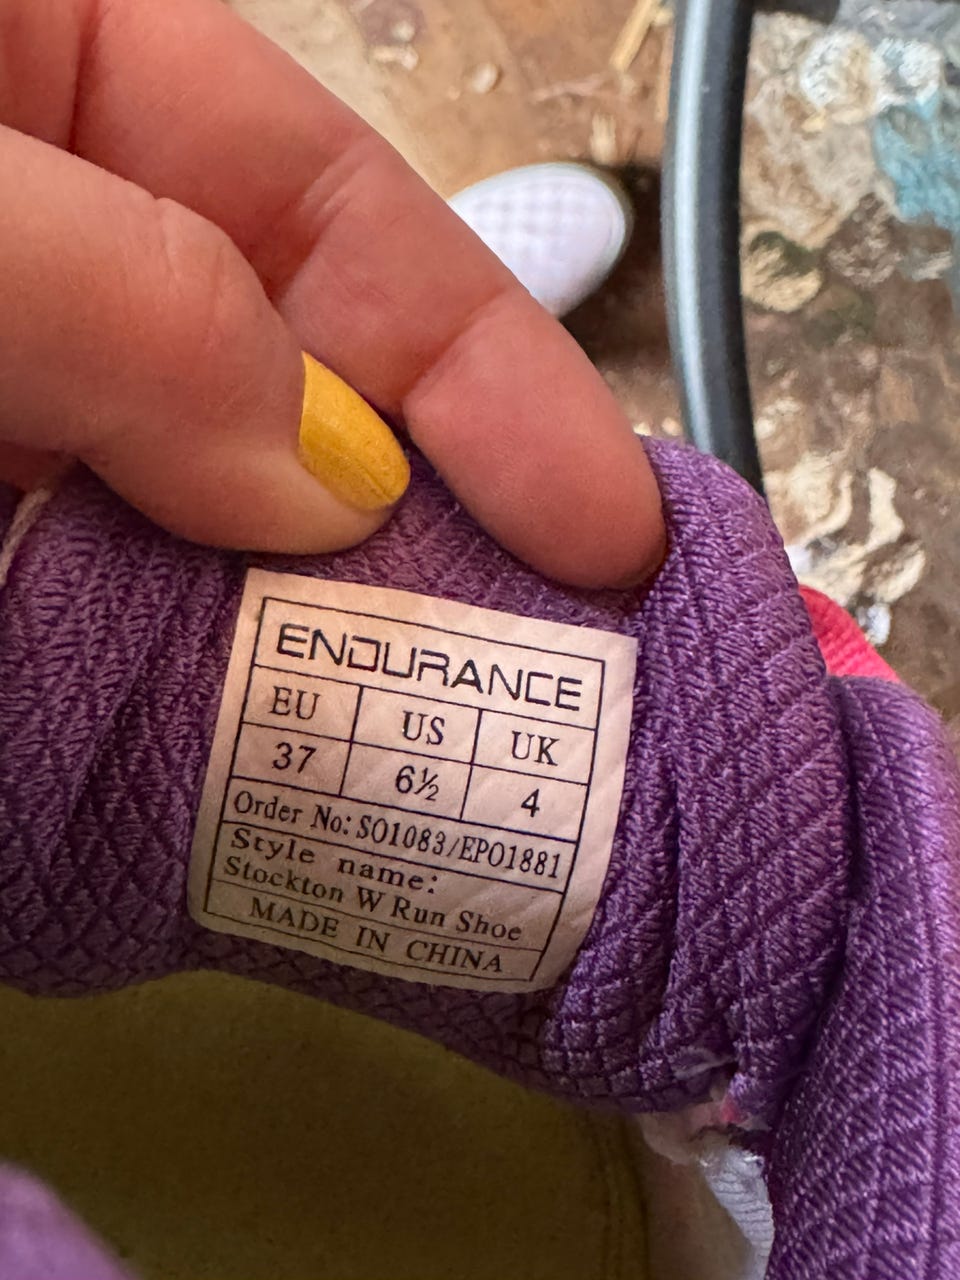 ENDURANCE
EU US UK
37 6½ 4
Order No: SO1083/EPO1881
Style name:
Stockton W Run Shoe
MADE IN CHINA